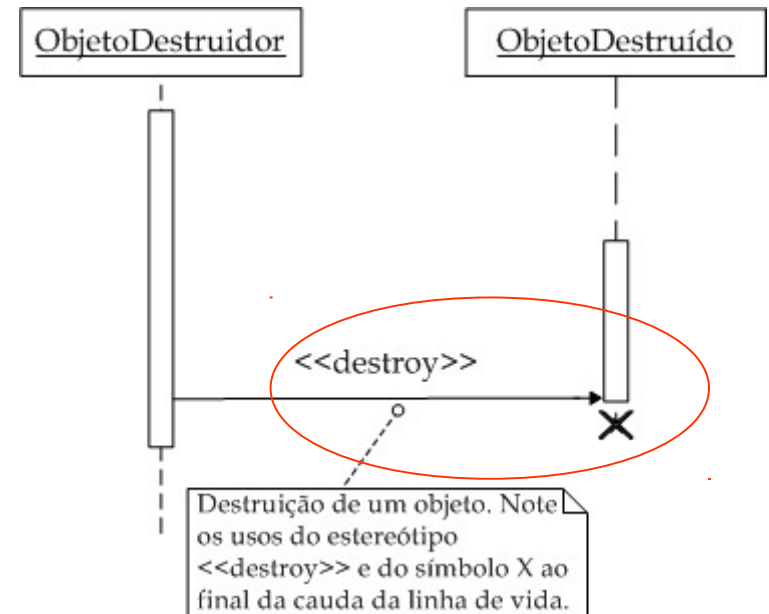 ObjetoDestruidor
ObjetoDestruído
<<destroy>>
Destruição de um objeto. Note
os usos do estereótipo
<<destroy>> e do símbolo X ao
final da cauda da linha de vida.